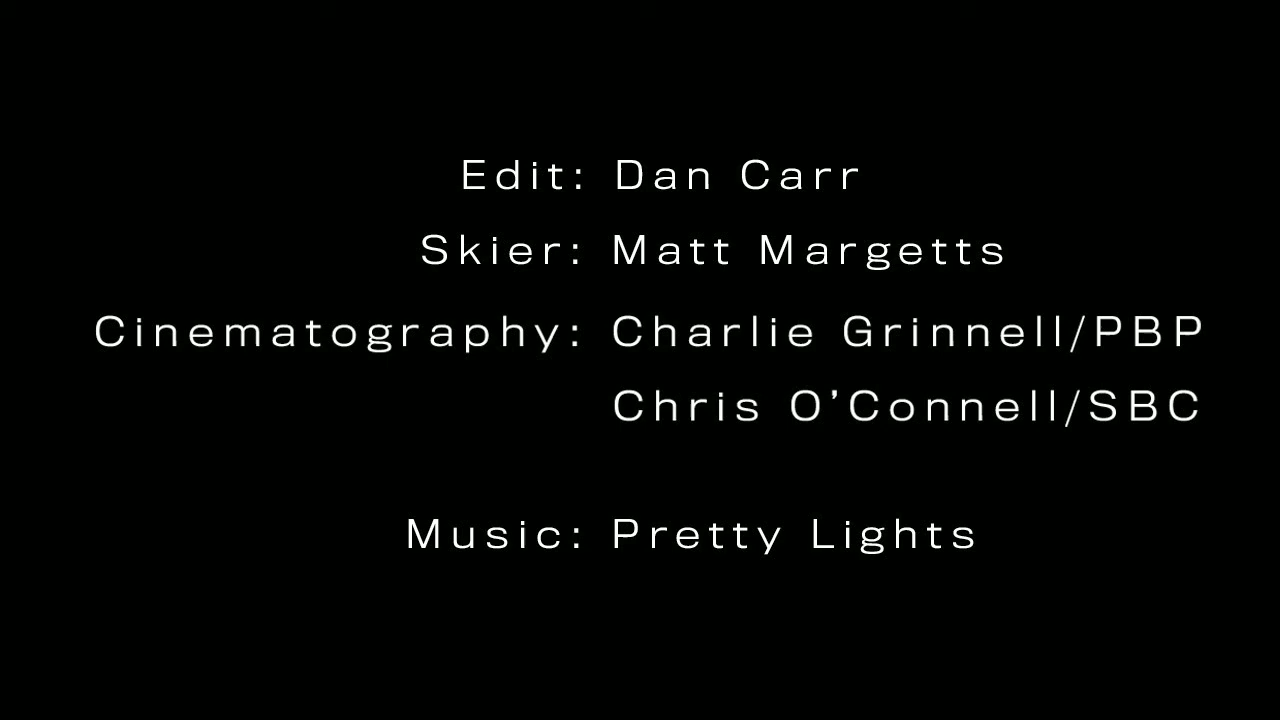 Edit: Dan Carr
Skier: Matt Margetts
Cinematography: Charlie Grinnell/PBP
Chris O'Connell/SBC
Music: Pretty Lights